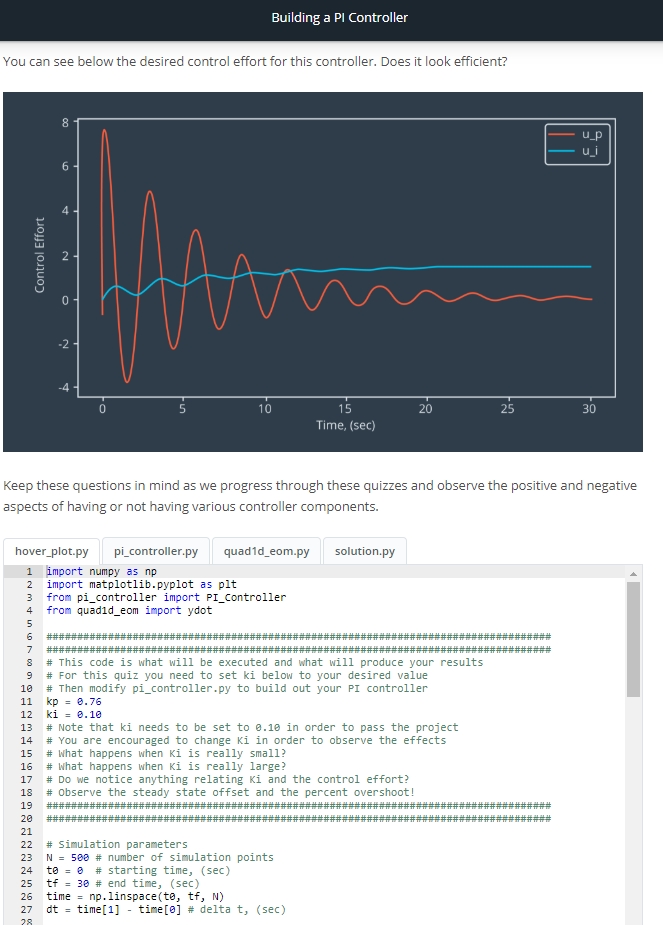 Building a PI Controller
You can see below the desired control effort for this controller. Does it look efficient?
8
6
4
2
0
-2
-4
Control Effort
u_p
u_i
0 5 10 15 20 25 30
Time, (sec)
Keep these questions in mind as we progress through these quizzes and observe the positive and negative
aspects of having or not having various controller components.
hover_plot.py pi_controller.py quad1d_eom.py solution.py
1 import numpy as np
2 import matplotlib.pyplot as plt
3 from pi_controller import PI_Controller
4 from quad1d_eom import ydot
5
6 ##################################################################################
7 ##################################################################################
8 # This code is what will be executed and what will produce your results
9 # For this quiz you need to set ki below to your desired value
10 # Then modify pi_controller.py to build out your PI controller
11 kp = 0.76
12 ki = 0.10
13 # Note that ki needs to be set to 0.10 in order to pass the project
14 # You are encouraged to change Ki in order to observe the effects
15 # What happens when Ki is really small?
16 # What happens when Ki is really large?
17 # Do we notice anything relating Ki and the control effort?
18 # Observe the steady state offset and the percent overshoot!
19 ##################################################################################
20 ##################################################################################
21
22 # Simulation parameters
23 N = 500 # number of simulation points
24 t0 = 0 # starting time, (sec)
25 tf = 30 # end time, (sec)
26 time = np.linspace(t0, tf, N)
27 dt = time[1] - time[0] # delta t, (sec)
28